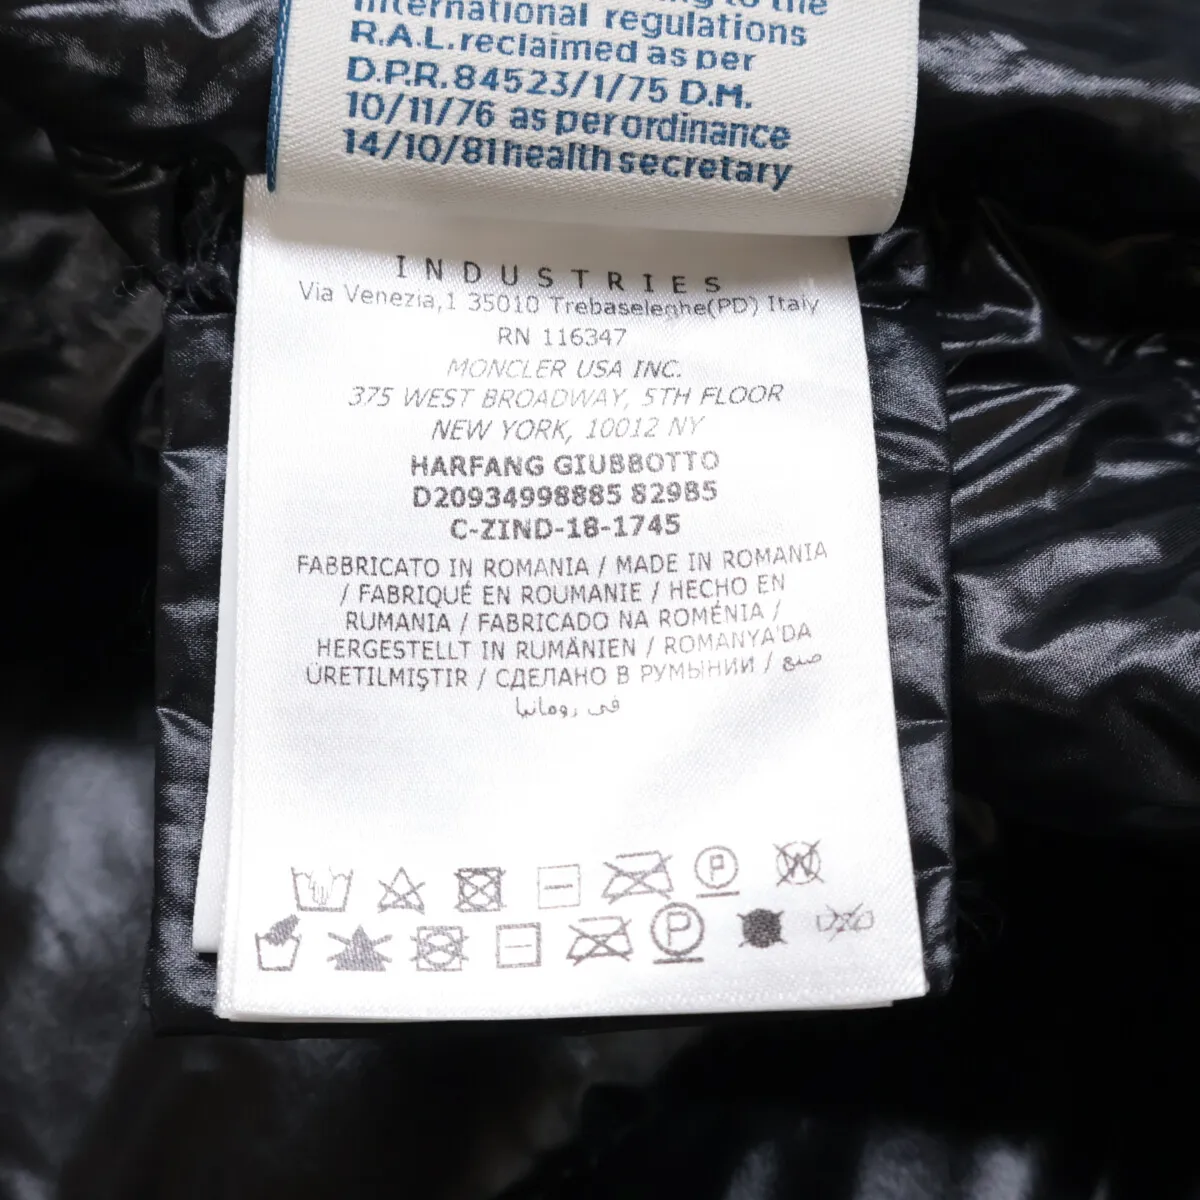 to the
international regulations
R.A.L. reclaimed as per
D.P.R. 84523/1/75 D.M.
10/11/76 as per ordinance
14/10/81 health secretary
INDUSTRIES
Via Venezia,1 35010 Trebaseleghe(PD) Italy
RN 116347
MONCLER USA INC.
375 WEST BROADWAY, 5TH FLOOR
NEW YORK, 10012 NY
HARFANG GIUBBOTTO
D20934998885 82985
C-ZIND-18-1745
FABBRICATO IN ROMANIA / MADE IN ROMANIA
/ FABRIQUÉ EN ROUMANIE / HECHO EN
RUMANIA / FABRICADO NA ROMÉNIA /
HERGESTELLT IN RUMÄNIEN / ROMANYA'DA
ÜRETILMIŞTIR / СДЕЛАНО В РУМЫНИИ / صنع
في رومانيا
P W
P